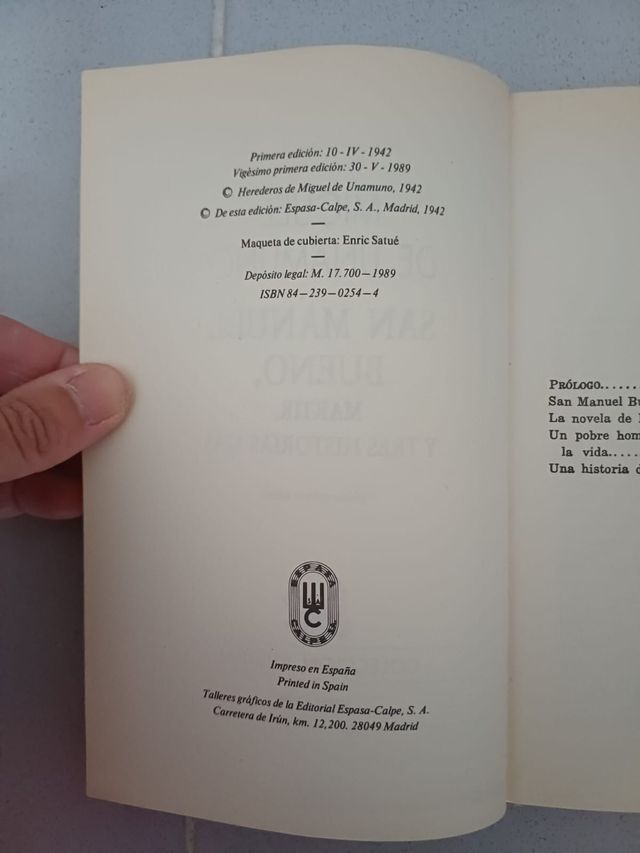 Primera edición: 10 - IV - 1942
Vigésimo primera edición: 30 - V - 1989
© Herederos de Miguel de Unamuno, 1942
© De esta edición: Espasa-Calpe, S. A., Madrid, 1942
—
Maqueta de cubierta: Enric Satué
—
Depósito legal: M. 17.700—1989
ISBN 84—239—0254—4
ESPASA
S A
C
CALPE
Impreso en España
Printed in Spain
Talleres gráficos de la Editorial Espasa-Calpe, S. A.
Carretera de Irún, km. 12,200. 28049 Madrid
PRÓLOGO......
San Manuel Bu
La novela de
Un pobre hom
la vida.....
Una historia d